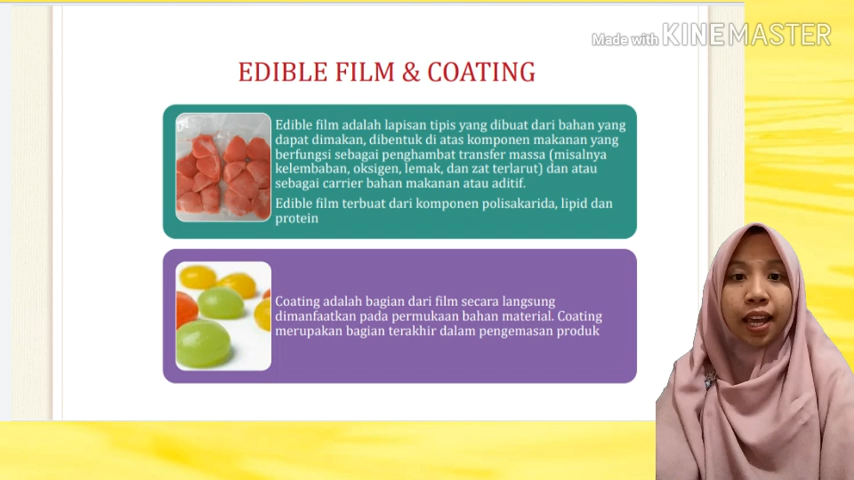 Made with KINEMASTER
EDIBLE FILM & COATING
Edible film adalah lapisan tipis yang dibuat dari bahan yang
dapat dimakan, dibentuk di atas komponen makanan yang
berfungsi sebagai penghambat transfer massa (misalnya
kelembaban, oksigen, lemak, dan zat terlarut) dan atau
sebagai carrier bahan makanan atau aditif.
Edible film terbuat dari komponen polisakarida, lipid dan
protein
Coating adalah bagian dari film secara langsung
dimanfaatkan pada permukaan bahan material. Coating
merupakan bagian terakhir dalam pengemasan produk